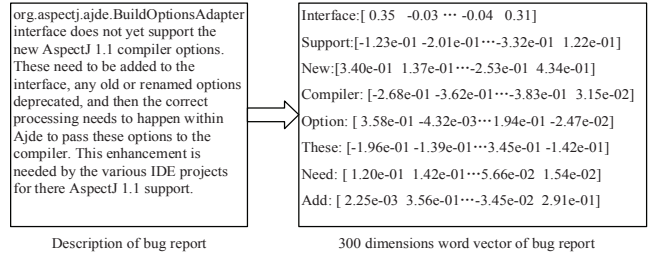 org.aspectj.ajde.BuildOptionsAdapter
interface does not yet support the
new AspectJ 1.1 compiler options.
These need to be added to the
interface, any old or renamed options
deprecated, and then the correct
processing needs to happen within
Ajde to pass these options to the
compiler. This enhancement is
needed by the various IDE projects
for there AspectJ 1.1 support.
Description of bug report
Interface:[ 0.35 -0.03 ··· -0.04 0.31]
Support:[-1.23e-01 -2.01e-01···-3.32e-01 1.22e-01]
New:[3.40e-01 1.37e-01···-2.53e-01 4.34e-01]
Compiler: [-2.68e-01 -3.62e-01···-3.83e-01 3.15e-02]
Option: [ 3.58e-01 -4.32e-03···1.94e-01 -2.47e-02]
These: [-1.96e-01 -1.39e-01···3.45e-01 -1.42e-01]
Need: [ 1.20e-01 1.42e-01···5.66e-02 1.54e-02]
Add: [ 2.25e-03 3.56e-01···-3.45e-02 2.91e-01]
300 dimensions word vector of bug report